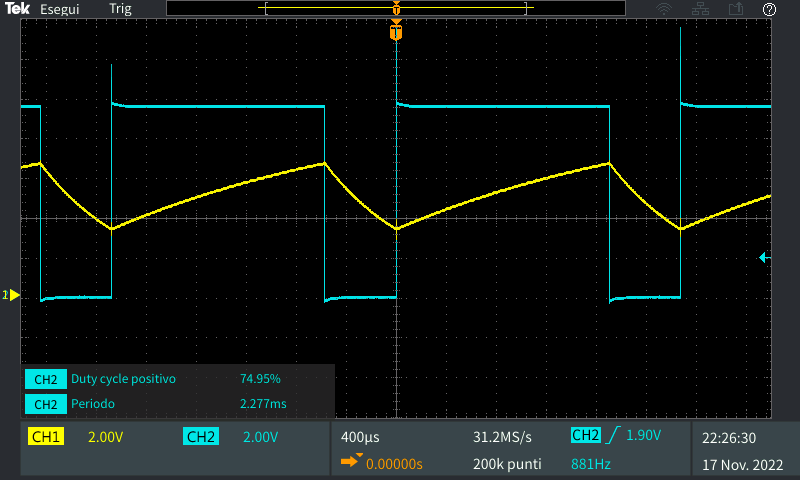 Tek Esegui Trig
T
T
CH2 Duty cycle positivo 74.95%
CH2 Periodo 2.277ms
CH1 2.00V CH2 2.00V 400µs 31.2MS/s CH2 1.90V 22:26:30
0.00000s 200k punti 881Hz 17 Nov. 2022